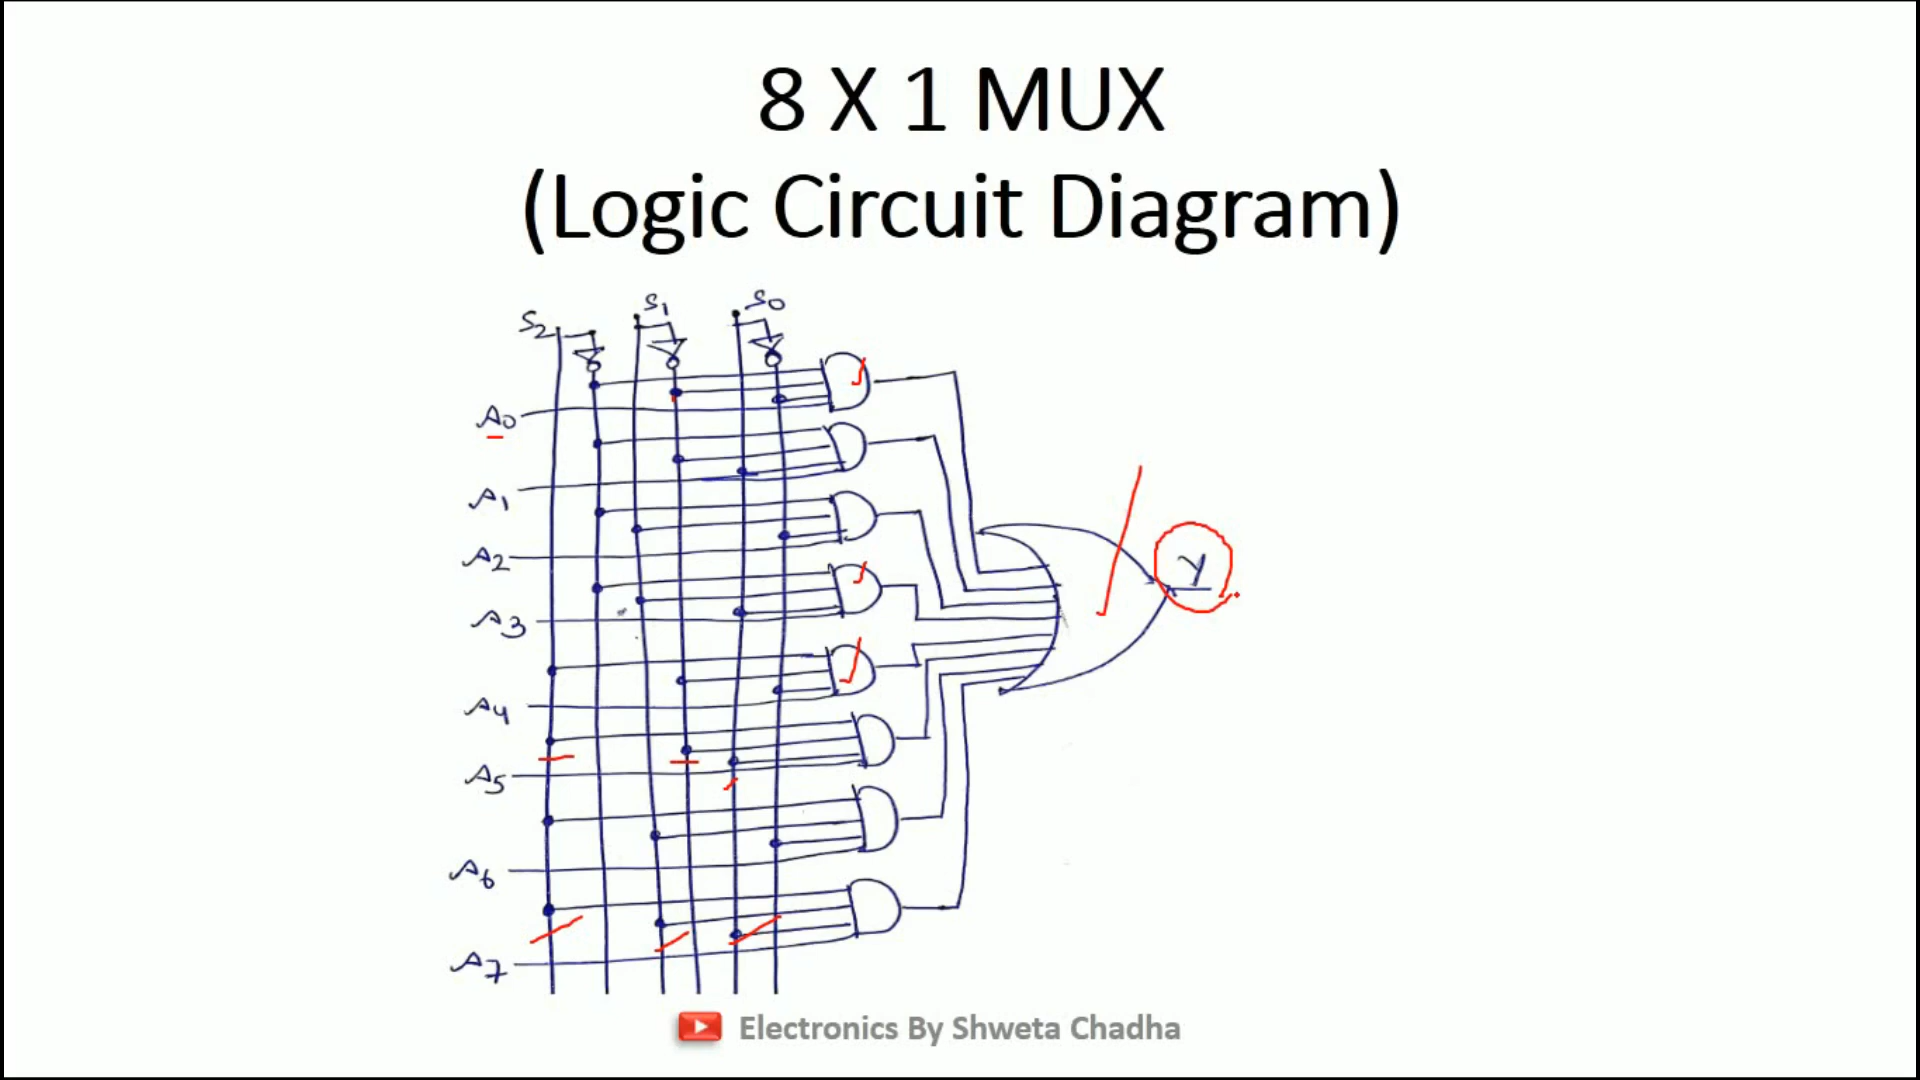 8 X 1 MUX
(Logic Circuit Diagram)
S2 S1 S0
A0
A1
A2
Y
A3
A4
A5
A6
A7
Electronics By Shweta Chadha